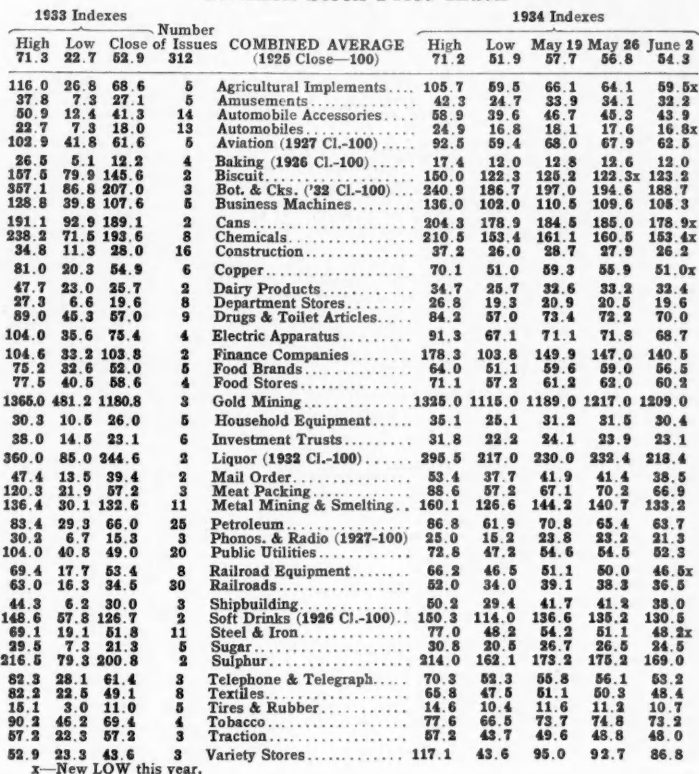 1933 Indexes 1934 Indexes
Number
High Low Close of Issues COMBINED AVERAGE High Low May 19 May 26 June 2
71.3 22.7 52.9 312 (1925 Close—100) 71.2 51.9 57.7 56.8 54.3
116.0 26.8 68.6 5 Agricultural Implements.... 105.7 59.5 66.1 64.1 59.5x
37.8 7.3 27.1 5 Amusements............ 42.3 24.7 33.9 34.1 32.2
50.9 12.4 41.3 14 Automobile Accessories..... 58.9 39.6 46.7 45.3 43.9
22.7 7.3 18.0 13 Automobiles............ 24.9 16.8 18.1 17.6 16.8x
102.9 41.8 61.6 5 Aviation (1927 Cl.-100)..... 92.5 59.4 68.0 67.9 62.5
26.5 5.1 12.2 4 Baking (1926 Cl.-100)...... 17.4 12.0 12.8 12.6 12.0
157.5 79.9 145.6 2 Biscuit............ 150.0 122.3 125.2 122.3x 123.2
357.1 86.8 207.0 3 Bot. & Cks. ('32 Cl.-100).... 240.9 186.7 197.0 194.6 188.7
128.8 39.8 107.6 5 Business Machines........ 136.0 102.0 110.5 109.6 105.3
191.1 92.9 189.1 2 Cans............ 204.3 178.9 184.5 185.0 178.9x
238.2 71.5 193.6 8 Chemicals............ 210.5 153.4 161.1 160.5 153.4x
34.8 11.3 28.0 16 Construction............ 37.2 26.0 28.7 27.9 26.2
81.0 20.3 54.9 6 Copper............ 70.1 51.0 59.3 55.9 51.0x
47.7 23.0 25.7 2 Dairy Products.......... 34.7 25.7 32.6 33.2 32.4
27.3 6.6 19.6 8 Department Stores........ 26.8 19.3 20.9 20.5 19.6
89.0 45.3 57.0 9 Drugs & Toilet Articles..... 84.2 57.0 73.4 72.2 70.0
104.0 35.6 75.4 4 Electric Apparatus........ 91.3 67.1 71.1 71.8 68.7
104.6 33.2 103.8 2 Finance Companies........ 178.3 103.8 149.9 147.0 140.5
75.2 32.6 52.0 5 Food Brands............ 64.0 51.1 59.6 59.0 56.5
77.5 40.5 58.6 4 Food Stores............ 71.1 57.2 61.2 62.0 60.2
1365.0 481.2 1180.8 3 Gold Mining............ 1325.0 1115.0 1189.0 1217.0 1209.0
30.3 10.5 26.0 5 Household Equipment...... 35.1 25.1 31.2 31.5 30.4
38.0 14.5 23.1 6 Investment Trusts......... 31.8 22.2 24.1 23.9 23.1
360.0 85.0 244.6 2 Liquor (1932 Cl.-100)...... 295.5 217.0 230.0 232.4 218.4
47.4 13.5 39.4 2 Mail Order............ 53.4 37.7 41.9 41.4 38.5
120.3 21.9 57.2 3 Meat Packing............ 88.6 57.2 67.1 70.2 66.9
136.4 30.1 132.6 11 Metal Mining & Smelting.. 160.1 126.6 144.2 140.7 133.2
83.4 29.3 66.0 25 Petroleum............ 86.8 61.9 70.8 65.4 63.7
30.2 6.7 15.3 3 Phonos. & Radio (1927-100) 25.0 15.2 23.8 23.2 21.3
104.0 40.8 49.0 20 Public Utilities............ 72.8 47.2 54.6 54.5 52.3
69.4 17.7 53.4 8 Railroad Equipment....... 66.2 46.5 51.1 50.0 46.5x
63.0 16.3 34.5 30 Railroads............ 52.0 34.0 39.1 38.3 36.5
44.3 6.2 30.0 3 Shipbuilding............ 50.2 29.4 41.7 41.2 38.0
148.6 57.8 126.7 2 Soft Drinks (1926 Cl.-100).. 150.3 114.0 136.6 135.2 130.5
69.1 19.1 51.8 11 Steel & Iron............ 77.0 48.2 54.2 51.1 48.2x
29.5 7.3 21.3 5 Sugar............ 30.8 20.5 26.7 26.5 24.5
216.5 79.3 200.8 2 Sulphur............ 214.0 162.1 173.2 175.2 169.0
82.3 28.1 61.4 3 Telephone & Telegraph..... 70.3 52.3 55.8 56.1 53.2
82.2 22.5 49.1 8 Textiles............ 65.8 47.5 51.1 50.3 48.4
15.1 3.0 11.0 5 Tires & Rubber.......... 14.6 10.4 11.6 11.2 10.7
90.2 46.2 69.4 4 Tobacco............ 77.6 66.5 73.7 74.8 73.2
57.2 22.3 57.2 3 Traction............ 57.2 43.7 49.6 48.8 48.0
52.9 23.3 43.6 3 Variety Stores............ 117.1 43.6 95.0 92.7 86.8
x—New LOW this year.